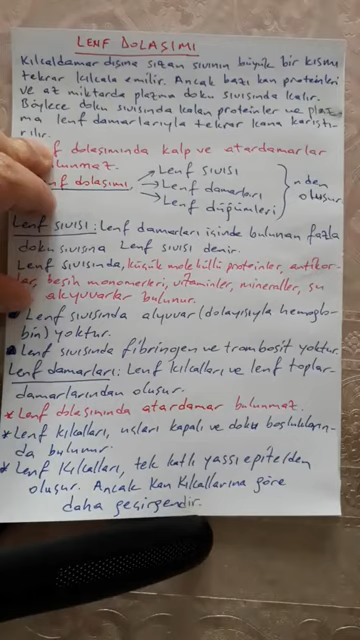 LENF DOLAŞIMI
Kılcaldamar dışına sızan sıvının büyük bir kısmı
tekrar kılcala emilir. Ancak bazı kan proteinleri
ve az miktarda plazma doku sıvısında kalır.
Böylece doku sıvısında kalan proteinler ve plaz-
ma lenf damarlarıyla tekrar kana karıştı-
rılır.
f dolaşımında kalp ve atardamar
lunmaz.
nf dolaşımı → Lenf sıvısı
→ Lenf damarları
→ Lenf düğümleri } nden oluşur.
Lenf sıvısı: Lenf damarları içinde bulunan fazla
doku sıvısına Lenf sıvısı denir.
Lenf sıvısında, küçük moleküllü proteinler, antikor-
lar, besin monomerleri, vitaminler, mineraller, su
akyuvarlar bulunur.
Lenf sıvısında alyuvar (dolayısıyla hemoglo-
bin) yoktur.
• Lenf sıvısında fibrinojen ve trombosit yoktur.
Lenf damarları: Lenf kılcalları ve lenf toplar-
damarlarından oluşur.
* Lenf dolaşımında atardamar bulunmaz.
* Lenf kılcalları, uçları kapalı ve doku boşlukların-
da bulunur.
* Lenf kılcalları, tek katlı yassı epitelden
oluşur. Ancak Kan kılcallarına göre
daha geçirgendir.